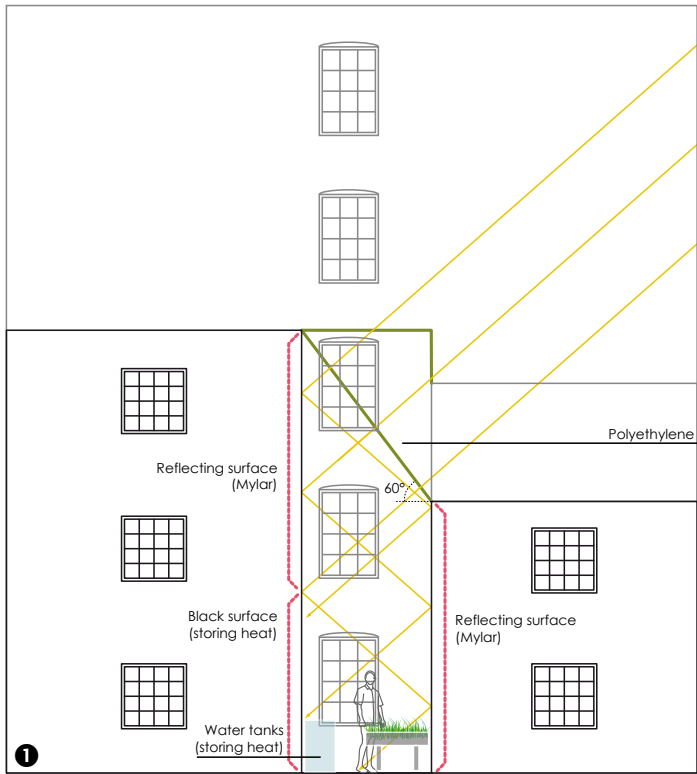 Polyethylene
Reflecting surface
(Mylar)
60°
Black surface
(storing heat)
Reflecting surface
(Mylar)
Water tanks
(storing heat)
1